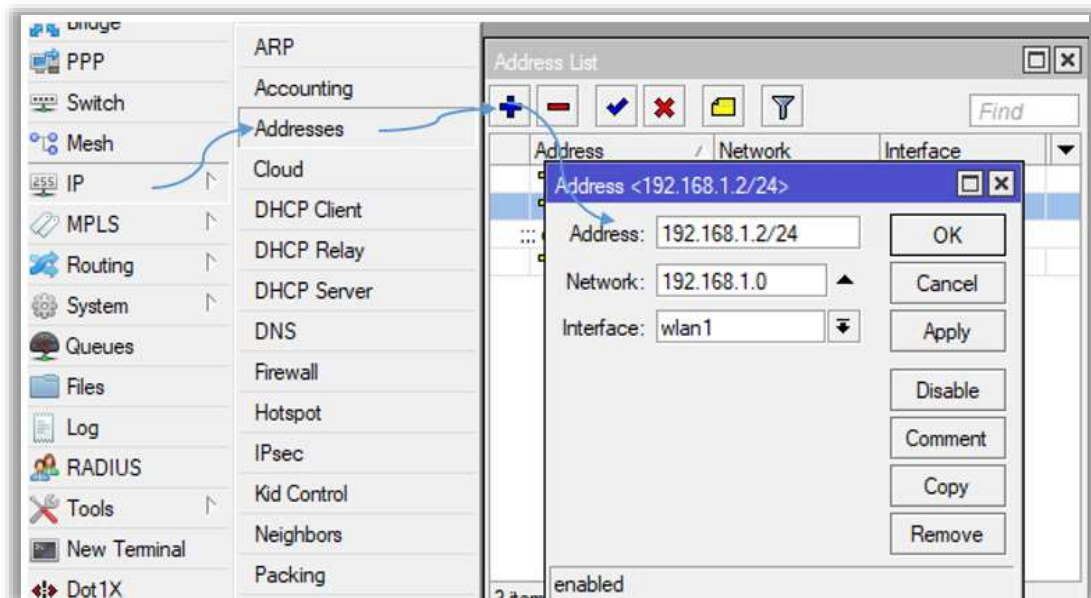 Bridge
PPP
Switch
Mesh
IP
MPLS
Routing
System
Queues
Files
Log
RADIUS
Tools
New Terminal
Dot1X
ARP
Accounting
Addresses
Cloud
DHCP Client
DHCP Relay
DHCP Server
DNS
Firewall
Hotspot
IPsec
Kid Control
Neighbors
Packing
Address List
Find
Address Network Interface
Address <192.168.1.2/24>
Address: 192.168.1.2/24
Network: 192.168.1.0
Interface: wlan1
OK
Cancel
Apply
Disable
Comment
Copy
Remove
enabled